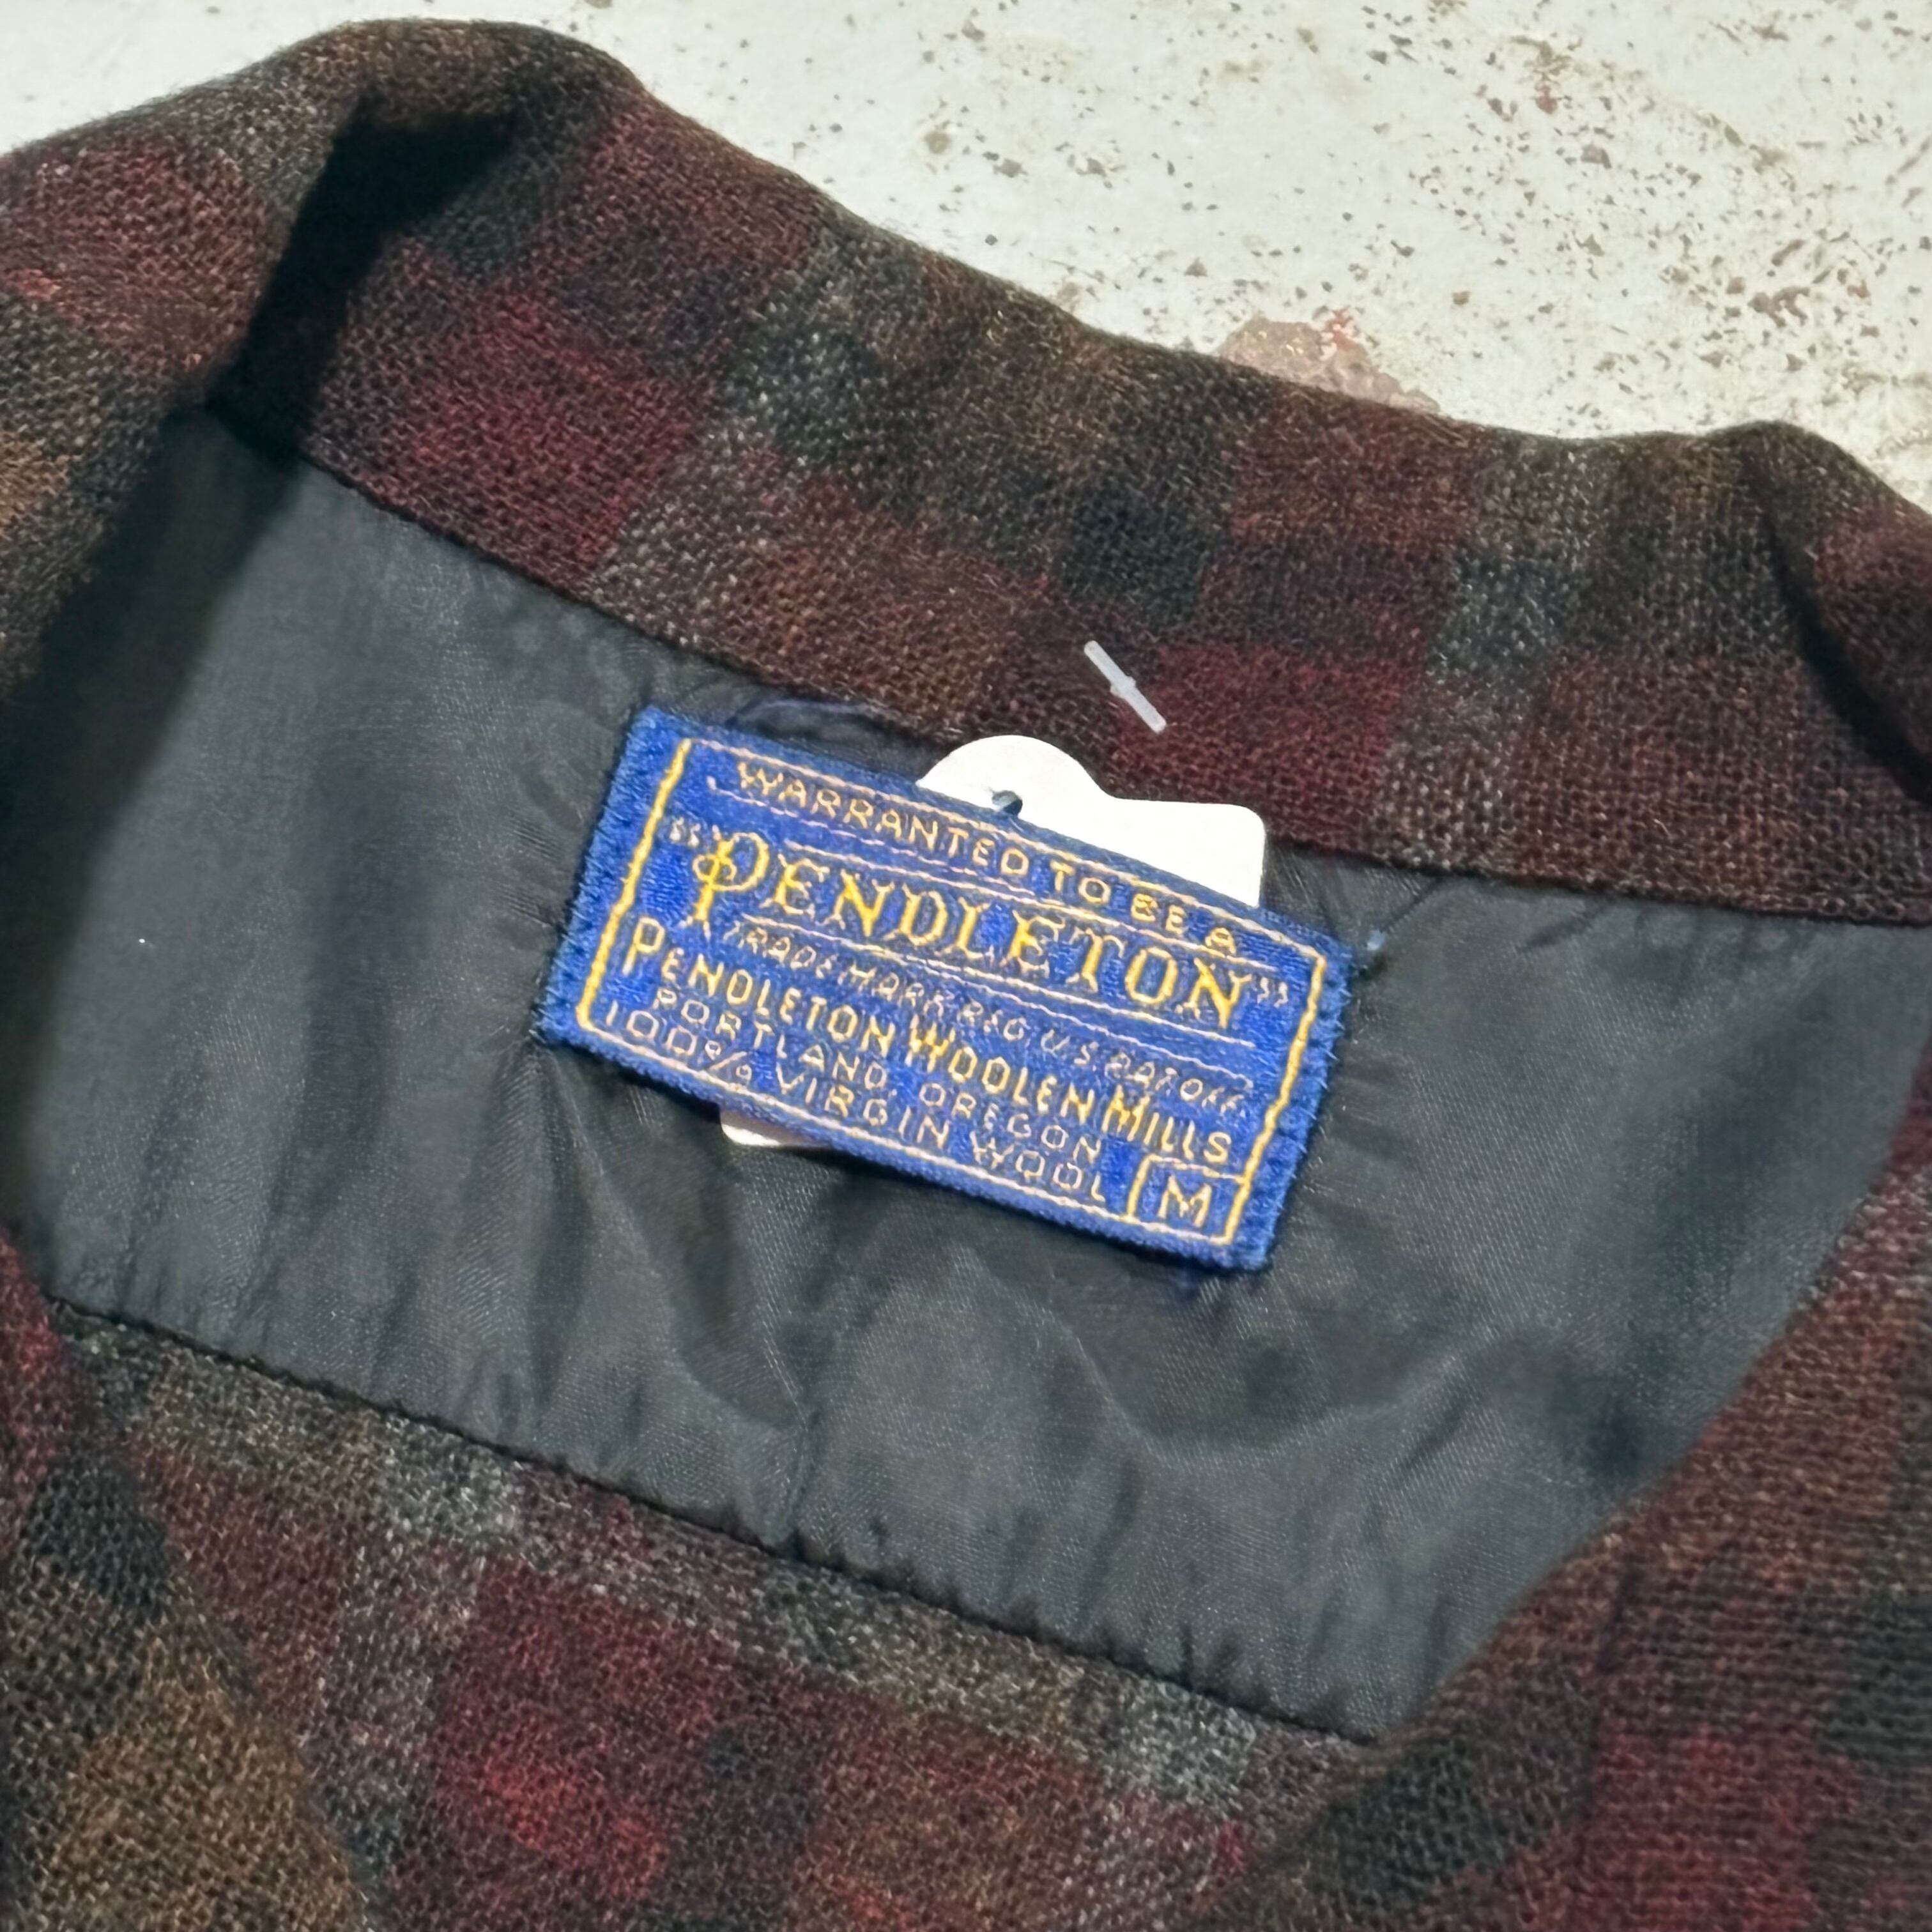 WARRANTED TO BE A
"PENDLETON"
TRADE MARK REG U.S. PAT. OFF.
PENDLETON WOOLEN MILLS
PORTLAND, OREGON
100% VIRGIN WOOL
M